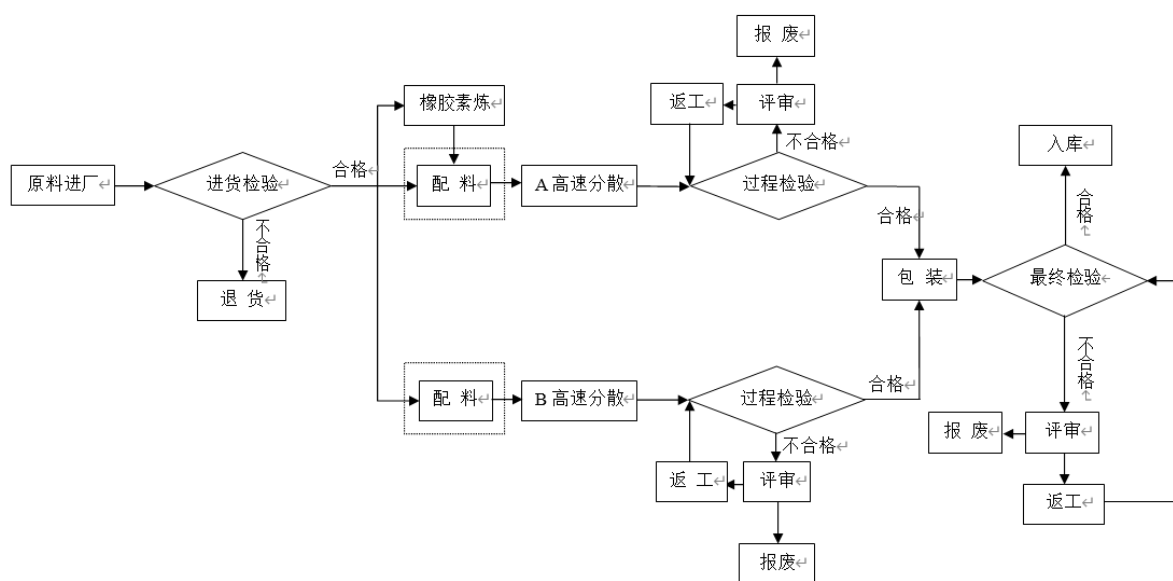 报 废
橡胶素炼
返工
评审
不合格
入库
原料进厂
进货检验
合格
配 料
A 高速分散
过程检验
合格
合格
不合格
退 货
包 装
最终检验
不合格
配 料
B 高速分散
过程检验
合格
不合格
报 废
评审
返 工
评审
返工
报废